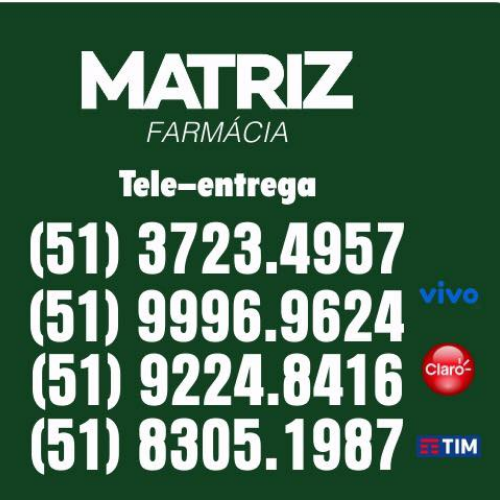 MATRIZ
FARMÁCIA
Tele-entrega
(51) 3723.4957
(51) 9996.9624 vivo
(51) 9224.8416 Claro
(51) 8305.1987 TIM